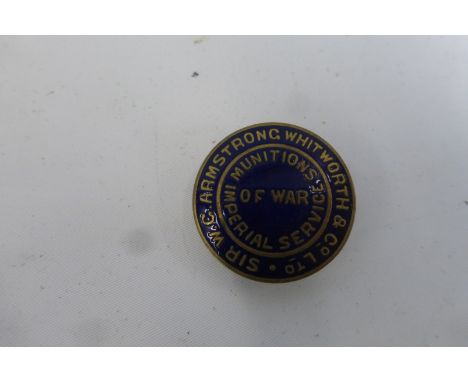 SIR W.G. ARMSTRONG WHITWORTH & Co LTD
MUNITIONS
OF WAR
IMPERIAL SERVICE